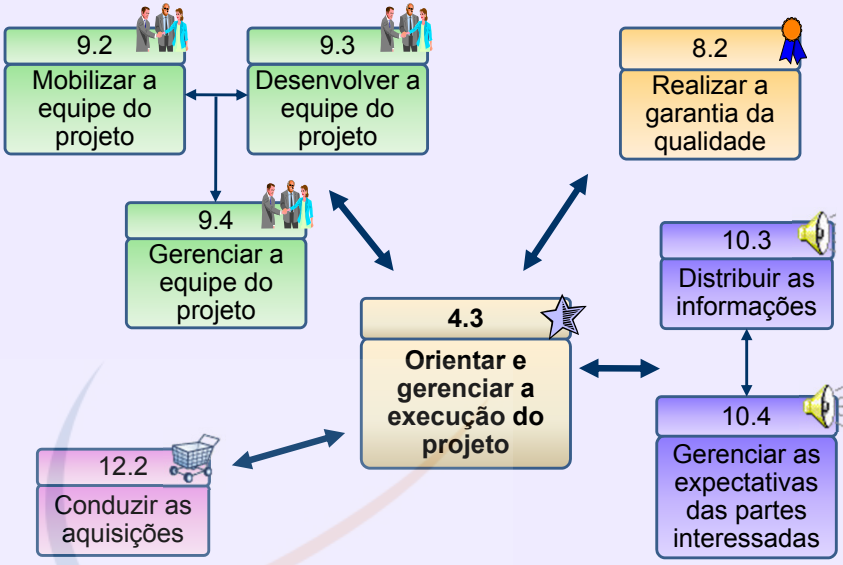 9.2
Mobilizar a
equipe do
projeto
9.3
Desenvolver a
equipe do
projeto
8.2
Realizar a
garantia da
qualidade
9.4
Gerenciar a
equipe do
projeto
10.3
Distribuir as
informações
4.3
Orientar e
gerenciar a
execução do
projeto
10.4
Gerenciar as
expectativas
das partes
interessadas
12.2
Conduzir as
aquisições